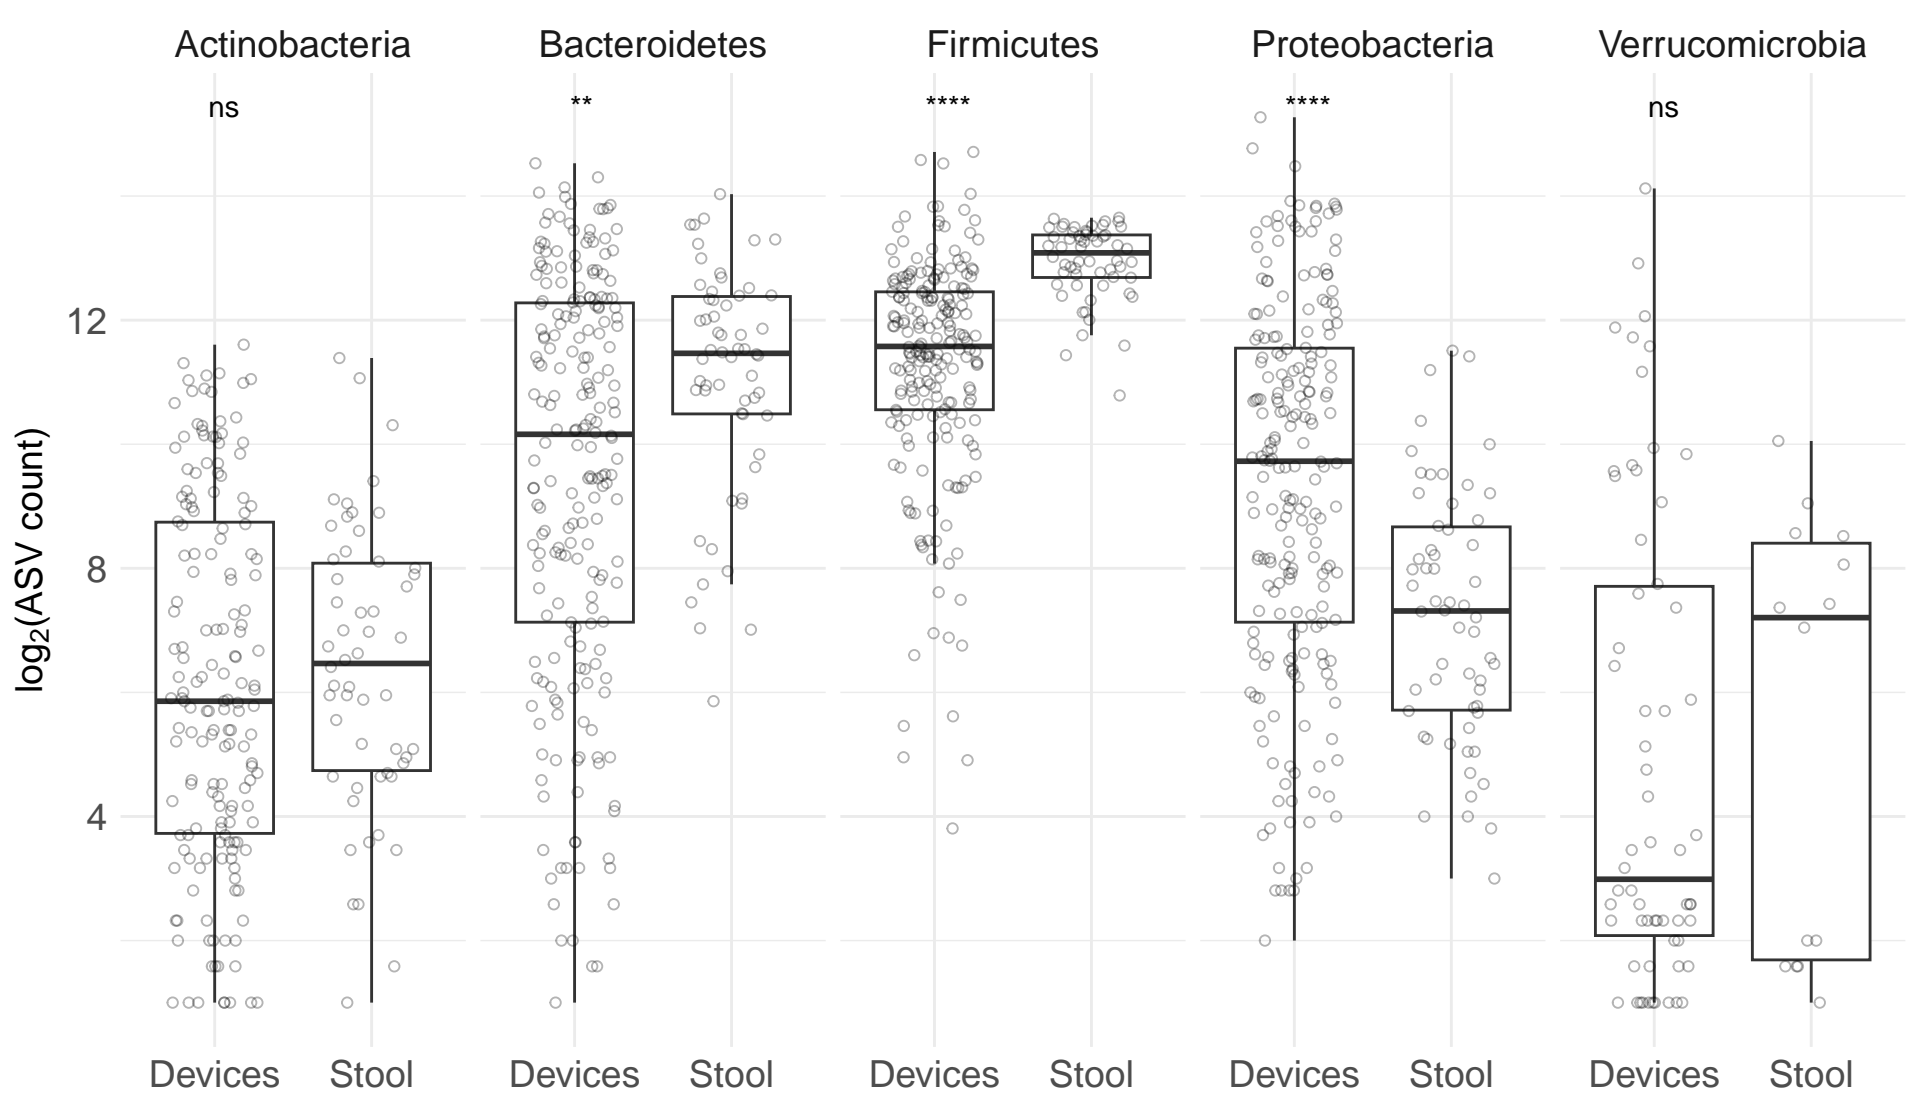 Actinobacteria Bacteroidetes Firmicutes Proteobacteria Verrucomicrobia
ns ** **** **** ns
12
8
4
log₂(ASV count)
Devices Stool Devices Stool Devices Stool Devices Stool Devices Stool